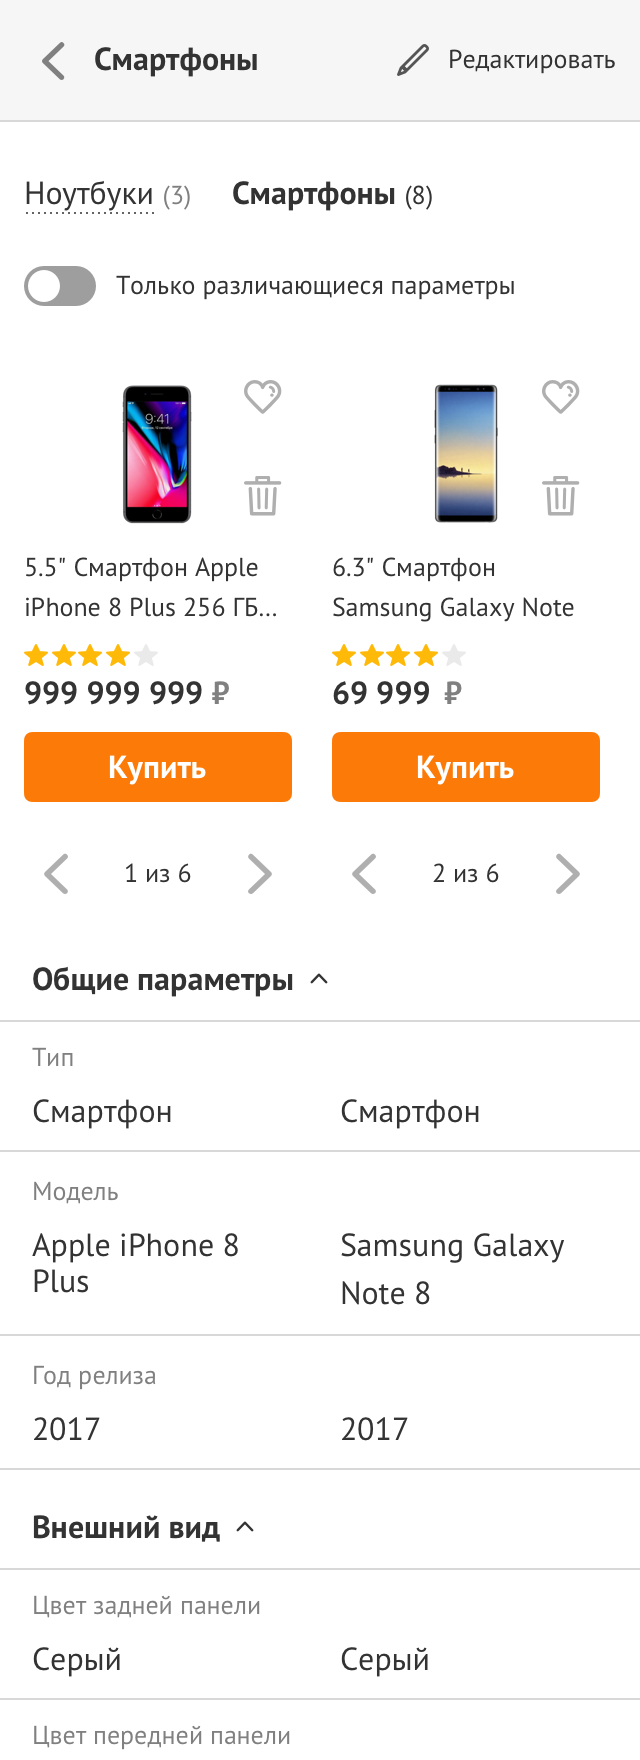 Смартфоны
Редактировать
Ноутбуки (3)
Смартфоны (8)
Только различающиеся параметры
9:41
5.5" Смартфон Apple
iPhone 8 Plus 256 ГБ...
999 999 999 ₽
Купить
1 из 6
6.3" Смартфон
Samsung Galaxy Note
69 999 ₽
Купить
2 из 6
Общие параметры
Тип
Смартфон
Смартфон
Модель
Apple iPhone 8
Plus
Samsung Galaxy
Note 8
Год релиза
2017
2017
Внешний вид
Цвет задней панели
Серый
Серый
Цвет передней панели